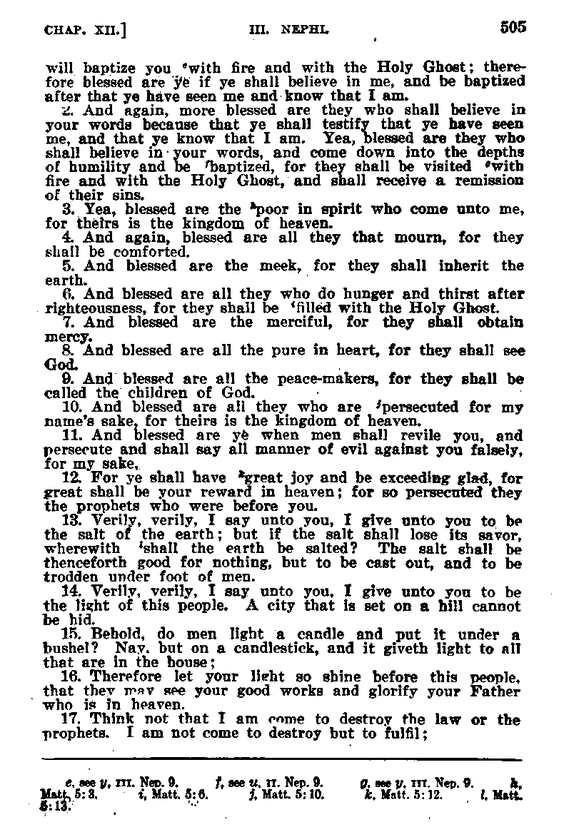 CHAP. XII.] III. NEPHI. 505
will baptize you ᵉwith fire and with the Holy Ghost; there-
fore blessed are ye if ye shall believe in me, and be baptized
after that ye have seen me and know that I am.
2. And again, more blessed are they who shall believe in
your words because that ye shall testify that ye have seen
me, and that ye know that I am. Yea, blessed are they who
shall believe in your words, and come down into the depths
of humility and be ᶠbaptized, for they shall be visited ᵍwith
fire and with the Holy Ghost, and shall receive a remission
of their sins.
3. Yea, blessed are the ʰpoor in spirit who come unto me,
for theirs is the kingdom of heaven.
4. And again, blessed are all they that mourn, for they
shall be comforted.
5. And blessed are the meek, for they shall inherit the
earth.
6. And blessed are all they who do hunger and thirst after
righteousness, for they shall be ⁱfilled with the Holy Ghost.
7. And blessed are the merciful, for they shall obtain
mercy.
8. And blessed are all the pure in heart, for they shall see
God.
9. And blessed are all the peace-makers, for they shall be
called the children of God.
10. And blessed are all they who are ʲpersecuted for my
name's sake, for theirs is the kingdom of heaven.
11. And blessed are ye when men shall revile you, and
persecute and shall say all manner of evil against you falsely,
for my sake,
12. For ye shall have ᵏgreat joy and be exceeding glad, for
great shall be your reward in heaven; for so persecuted they
the prophets who were before you.
13. Verily, verily, I say unto you, I give unto you to be
the salt of the earth; but if the salt shall lose its savor,
wherewith ˡshall the earth be salted? The salt shall be
thenceforth good for nothing, but to be cast out, and to be
trodden under foot of men.
14. Verily, verily, I say unto you, I give unto you to be
the light of this people. A city that is set on a hill cannot
be hid.
15. Behold, do men light a candle and put it under a
bushel? Nay, but on a candlestick, and it giveth light to all
that are in the house;
16. Therefore let your light so shine before this people,
that they may see your good works and glorify your Father
who is in heaven.
17. Think not that I am come to destroy the law or the
prophets. I am not come to destroy but to fulfil;
e, see y, III. Nep. 9. f, see u, II. Nep. 9. g, see y, III. Nep. 9. h,
Matt. 5:3. i, Matt. 5:6. j, Matt. 5:10. k, Matt. 5:12. l, Matt.
5:13.